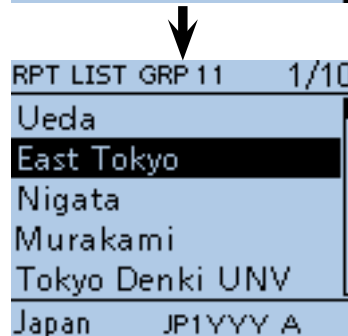 RPT LIST GRP 11 1/10
Ueda
East Tokyo
Nigata
Murakami
Tokyo Denki UNV
Japan JP1YYY A